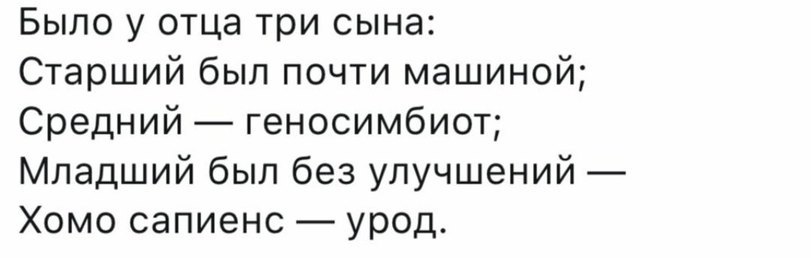 Было у отца три сына:
Старший был почти машиной;
Средний — геносимбиот;
Младший был без улучшений —
Хомо сапиенс — урод.